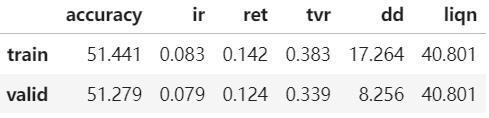 accuracy ir ret tvr dd liqn
train 51.441 0.083 0.142 0.383 17.264 40.801
valid 51.279 0.079 0.124 0.339 8.256 40.801